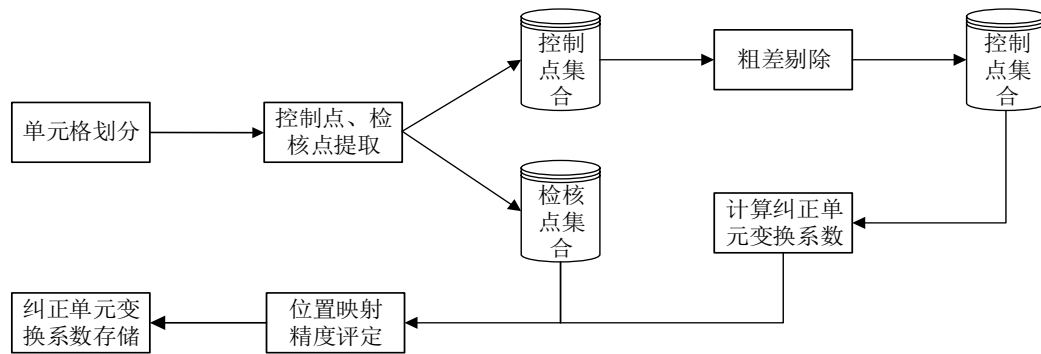 控制
点集
合
粗差剔除
控制
点集
合
单元格划分
控制点、检
核点提取
检核
点集
合
计算纠正单
元变换系数
纠正单元变
换系数存储
位置映射
精度评定